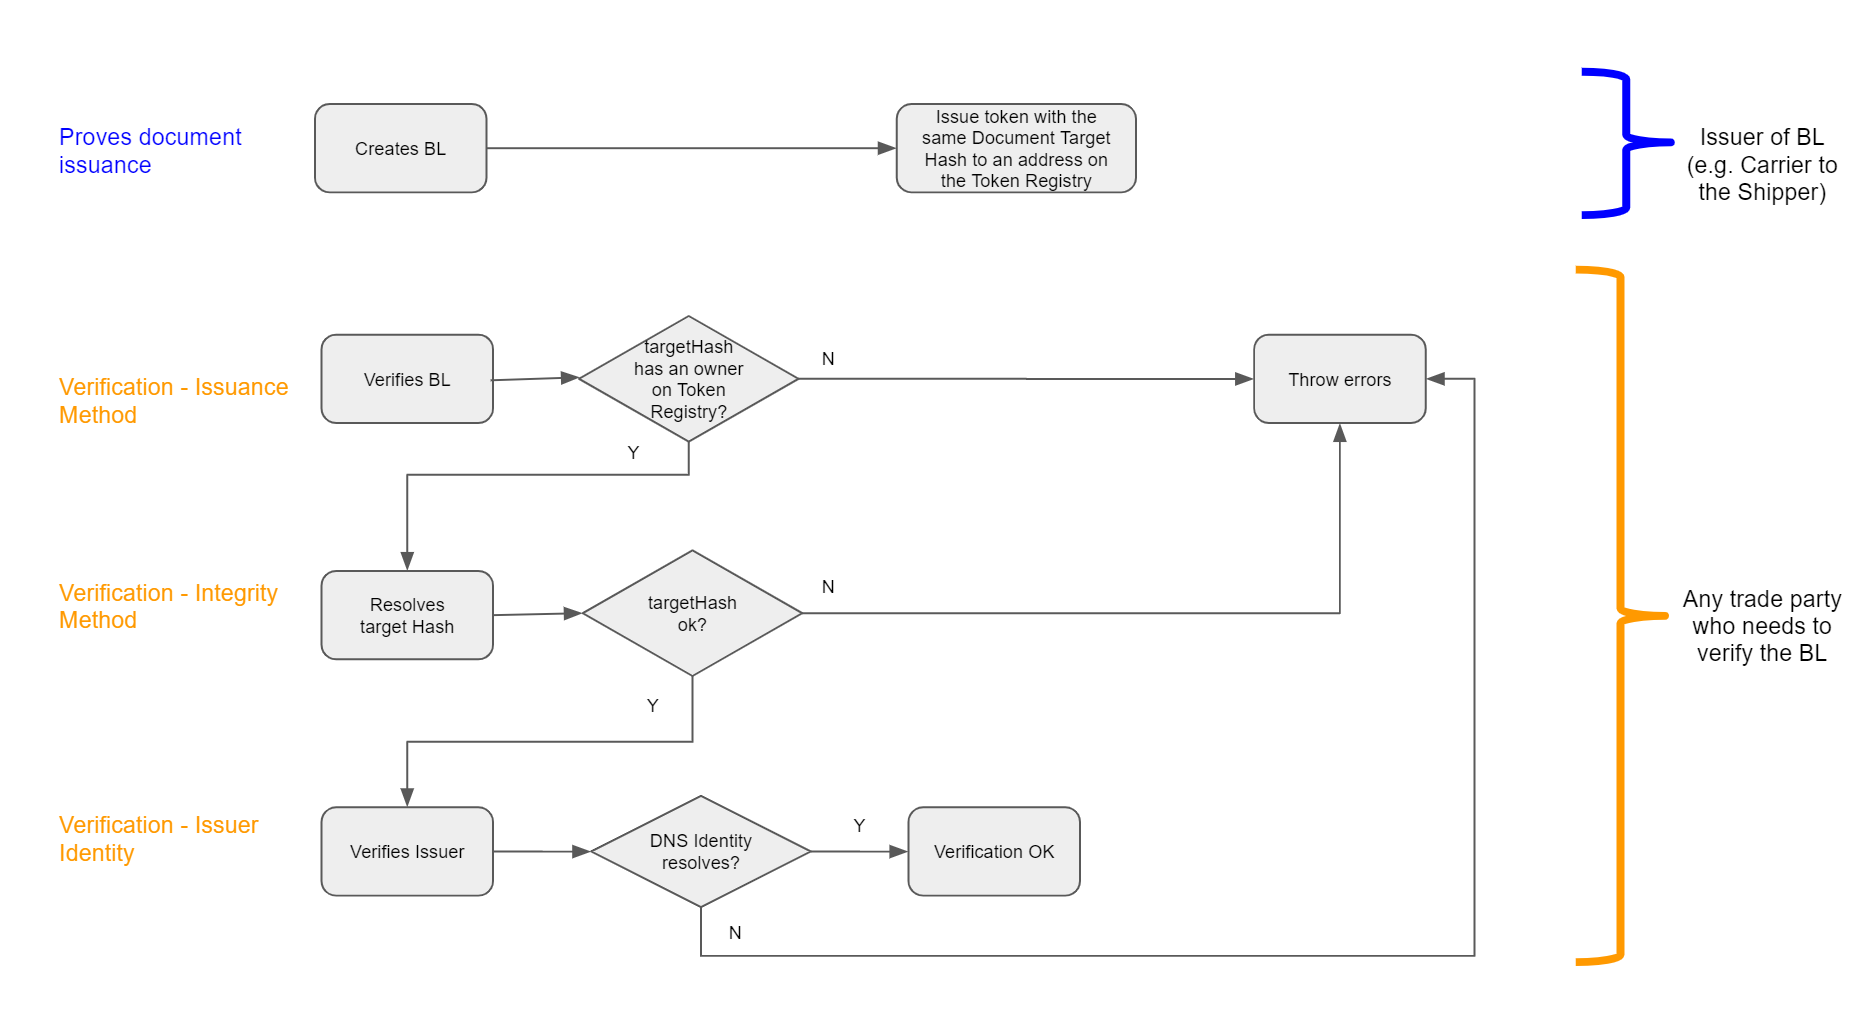 Proves document
issuance
Creates BL
Issue token with the
same Document Target
Hash to an address on
the Token Registry
Issuer of BL
(e.g. Carrier to
the Shipper)
Verification - Issuance
Method
Verifies BL
targetHash
has an owner
on Token
Registry?
N
Throw errors
Y
Verification - Integrity
Method
Resolves
target Hash
targetHash
ok?
N
Any trade party
who needs to
verify the BL
Y
Verification - Issuer
Identity
Verifies Issuer
DNS Identity
resolves?
Y
Verification OK
N